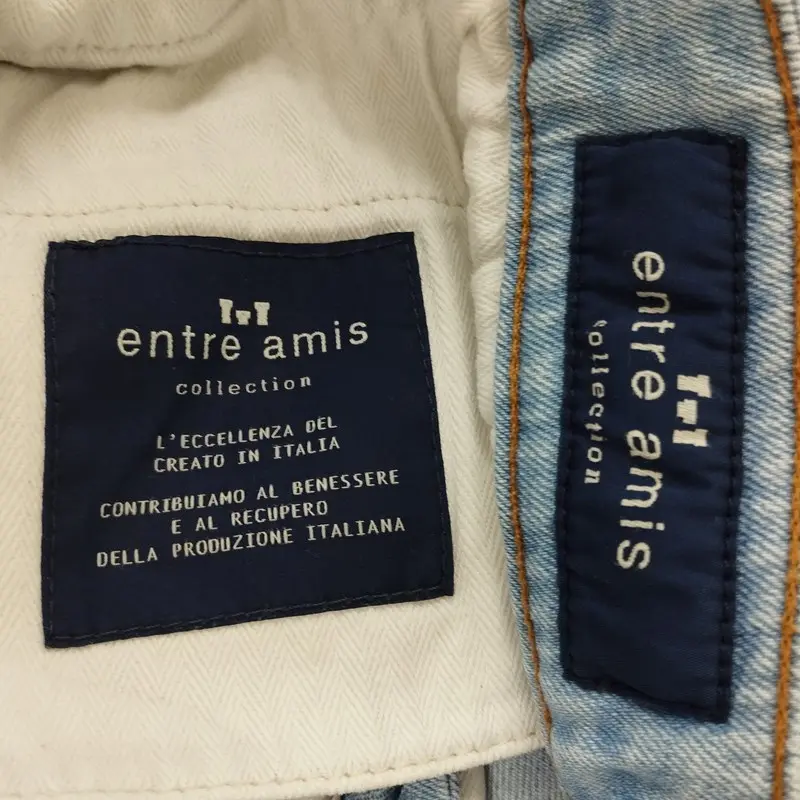 entre amis
collection
L'ECCELLENZA DEL
CREATO IN ITALIA
CONTRIBUIAMO AL BENESSERE
E AL RECUPERO
DELLA PRODUZIONE ITALIANA
entre amis
collection